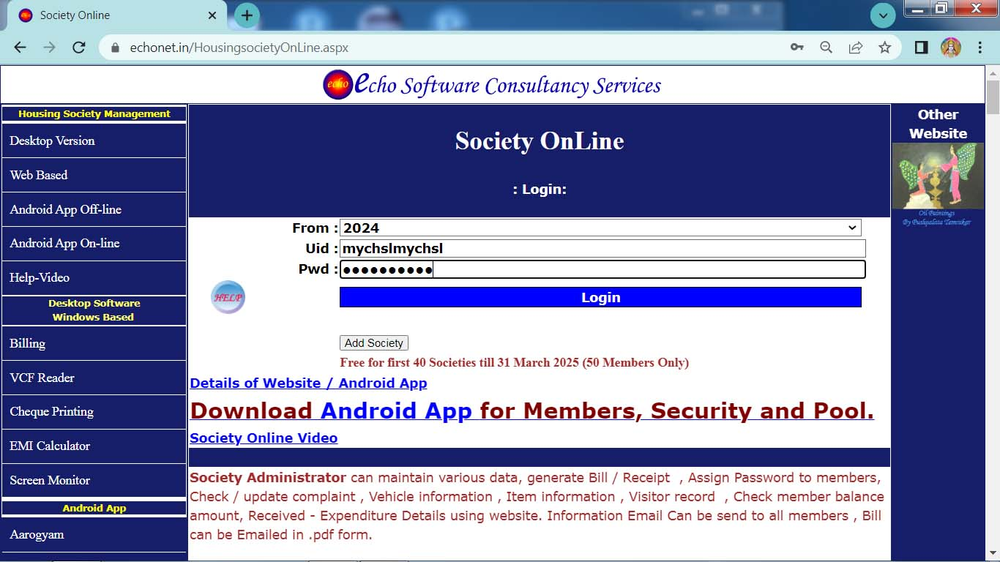 Society Online
echonet.in/HousingsocietyOnLine.aspx
echo echo Software Consultancy Services
Housing Society Management
Desktop Version
Web Based
Android App Off-line
Android App On-line
Help-Video
Desktop Software
Windows Based
Billing
VCF Reader
Cheque Printing
EMI Calculator
Screen Monitor
Android App
Aarogyam
Society OnLine
: Login:
From : 2024
Uid : mychslmychsl
Pwd : ●●●●●●●●●●
HELP
Login
Add Society
Free for first 40 Societies till 31 March 2025 (50 Members Only)
Details of Website / Android App
Download Android App for Members, Security and Pool.
Society Online Video
Society Administrator can maintain various data, generate Bill / Receipt , Assign Password to members,
Check / update complaint , Vehicle information , Item information , Visitor record , Check member balance
amount, Received - Expenditure Details using website. Information Email Can be send to all members , Bill
can be Emailed in .pdf form.
Other
Website
Oil Paintings
By Pushpalata Tamrakar